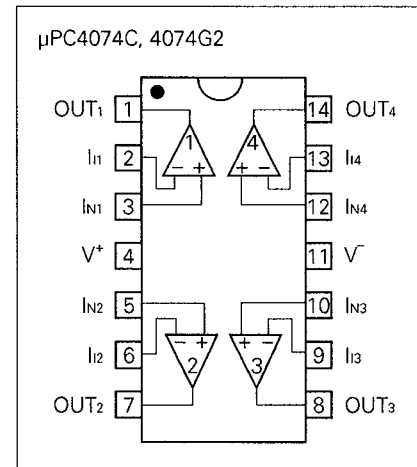 μPC4074C, 4074G2
OUT1 1 14 OUT4
1 4
II1 2 - + + - 13 II4
IN1 3 12 IN4
V+ 4 11 V-
IN2 5 10 IN3
II2 6 - + + - 9 II3
2 3
OUT2 7 8 OUT3